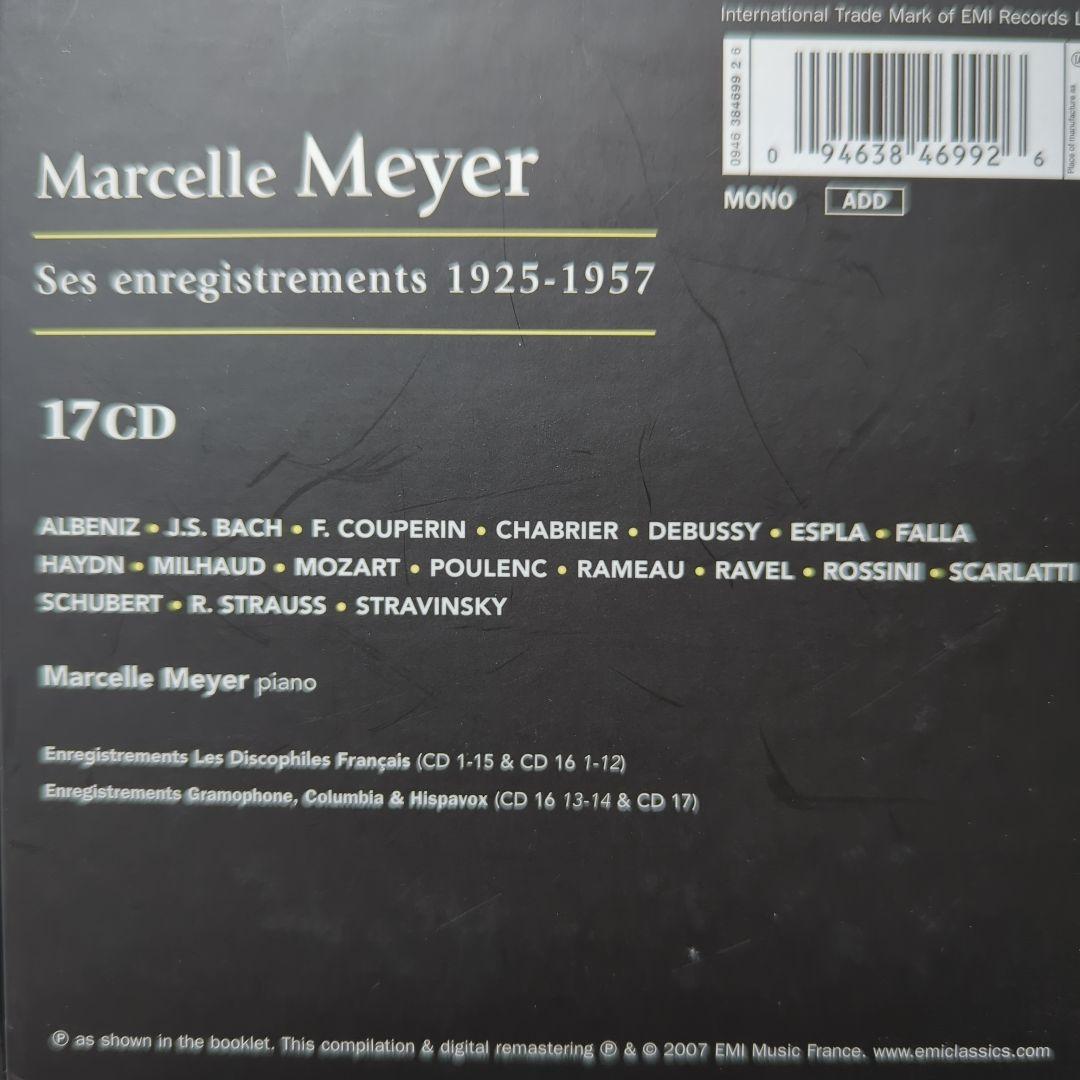 International Trade Mark of EMI Records
0946 384699 2 6
0 94638 46992 6
Place of manufacture as
MONO ADD
Marcelle Meyer
Ses enregistrements 1925-1957
17CD
ALBENIZ • J.S. BACH • F. COUPERIN • CHABRIER • DEBUSSY • ESPLA • FALLA
HAYDN • MILHAUD • MOZART • POULENC • RAMEAU • RAVEL • ROSSINI • SCARLATTI
SCHUBERT • R. STRAUSS • STRAVINSKY
Marcelle Meyer piano
Enregistrements Les Discophiles Français (CD 1-15 & CD 16 1-12)
Enregistrements Gramophone, Columbia & Hispavox (CD 16 13-14 & CD 17)
℗ as shown in the booklet. This compilation & digital remastering ℗ & © 2007 EMI Music France. www.emiclassics.com